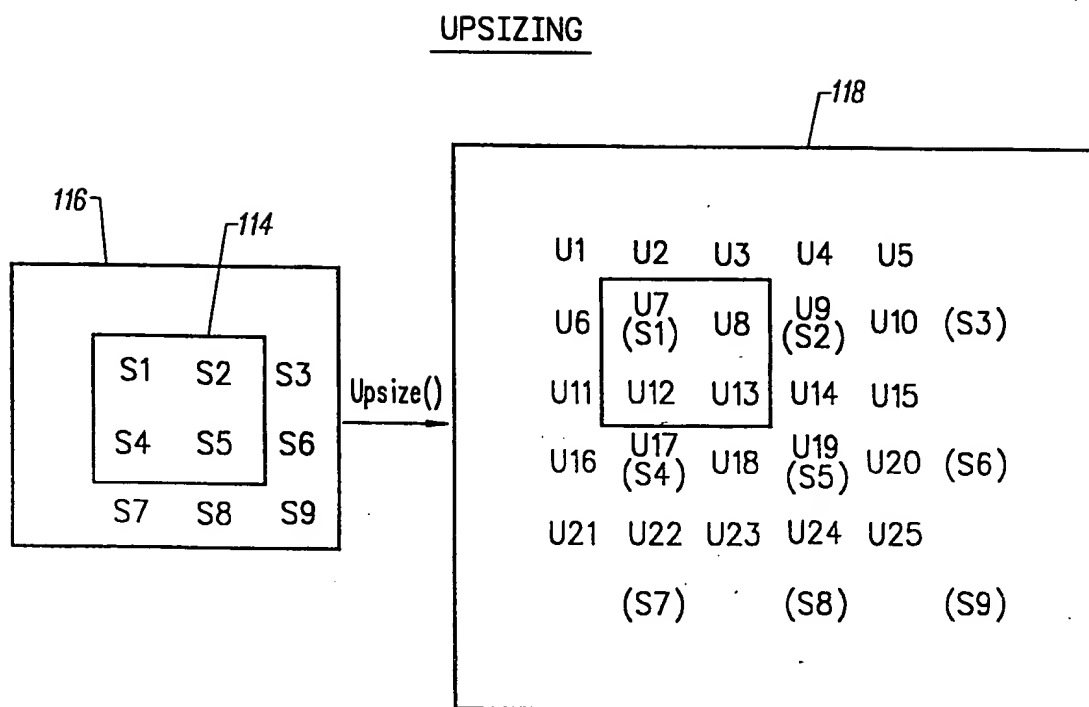 UPSIZING
118
116
114
U1 U2 U3 U4 U5
U6 U7 U8 U9 U10 (S3)
(S1) (S2)
S1 S2 S3
Upsize()
U11 U12 U13 U14 U15
S4 S5 S6
U16 U17 U18 U19 U20 (S6)
(S4) (S5)
S7 S8 S9
U21 U22 U23 U24 U25
(S7) (S8) (S9)